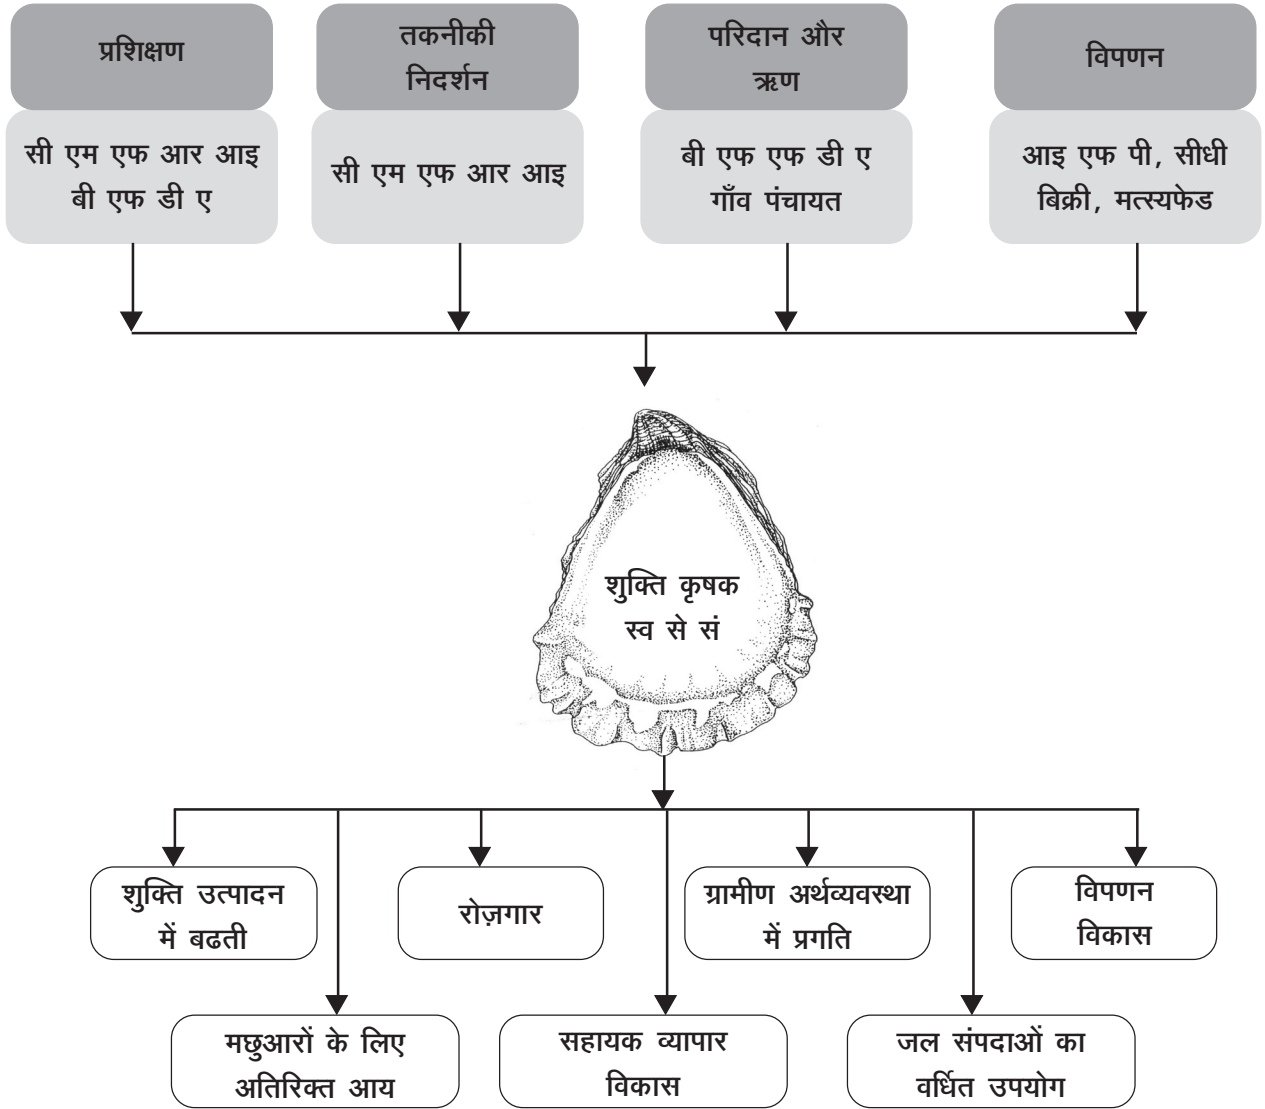 प्रशिक्षण
सी एम एफ आर आइ
बी एफ डी ए
तकनीकी
निदर्शन
सी एम एफ आर आइ
परिदान और
ऋण
बी एफ एफ डी ए
गाँव पंचायत
विपणन
आइ एफ पी, सीधी
बिक्री, मत्स्यफेड
शुक्ति कृषक
स्व से सं
शुक्ति उत्पादन
में बढती
रोज़गार
ग्रामीण अर्थव्यवस्था
में प्रगति
विपणन
विकास
मछुआरों के लिए
अतिरिक्त आय
सहायक व्यापार
विकास
जल संपदाओं का
वर्धित उपयोग